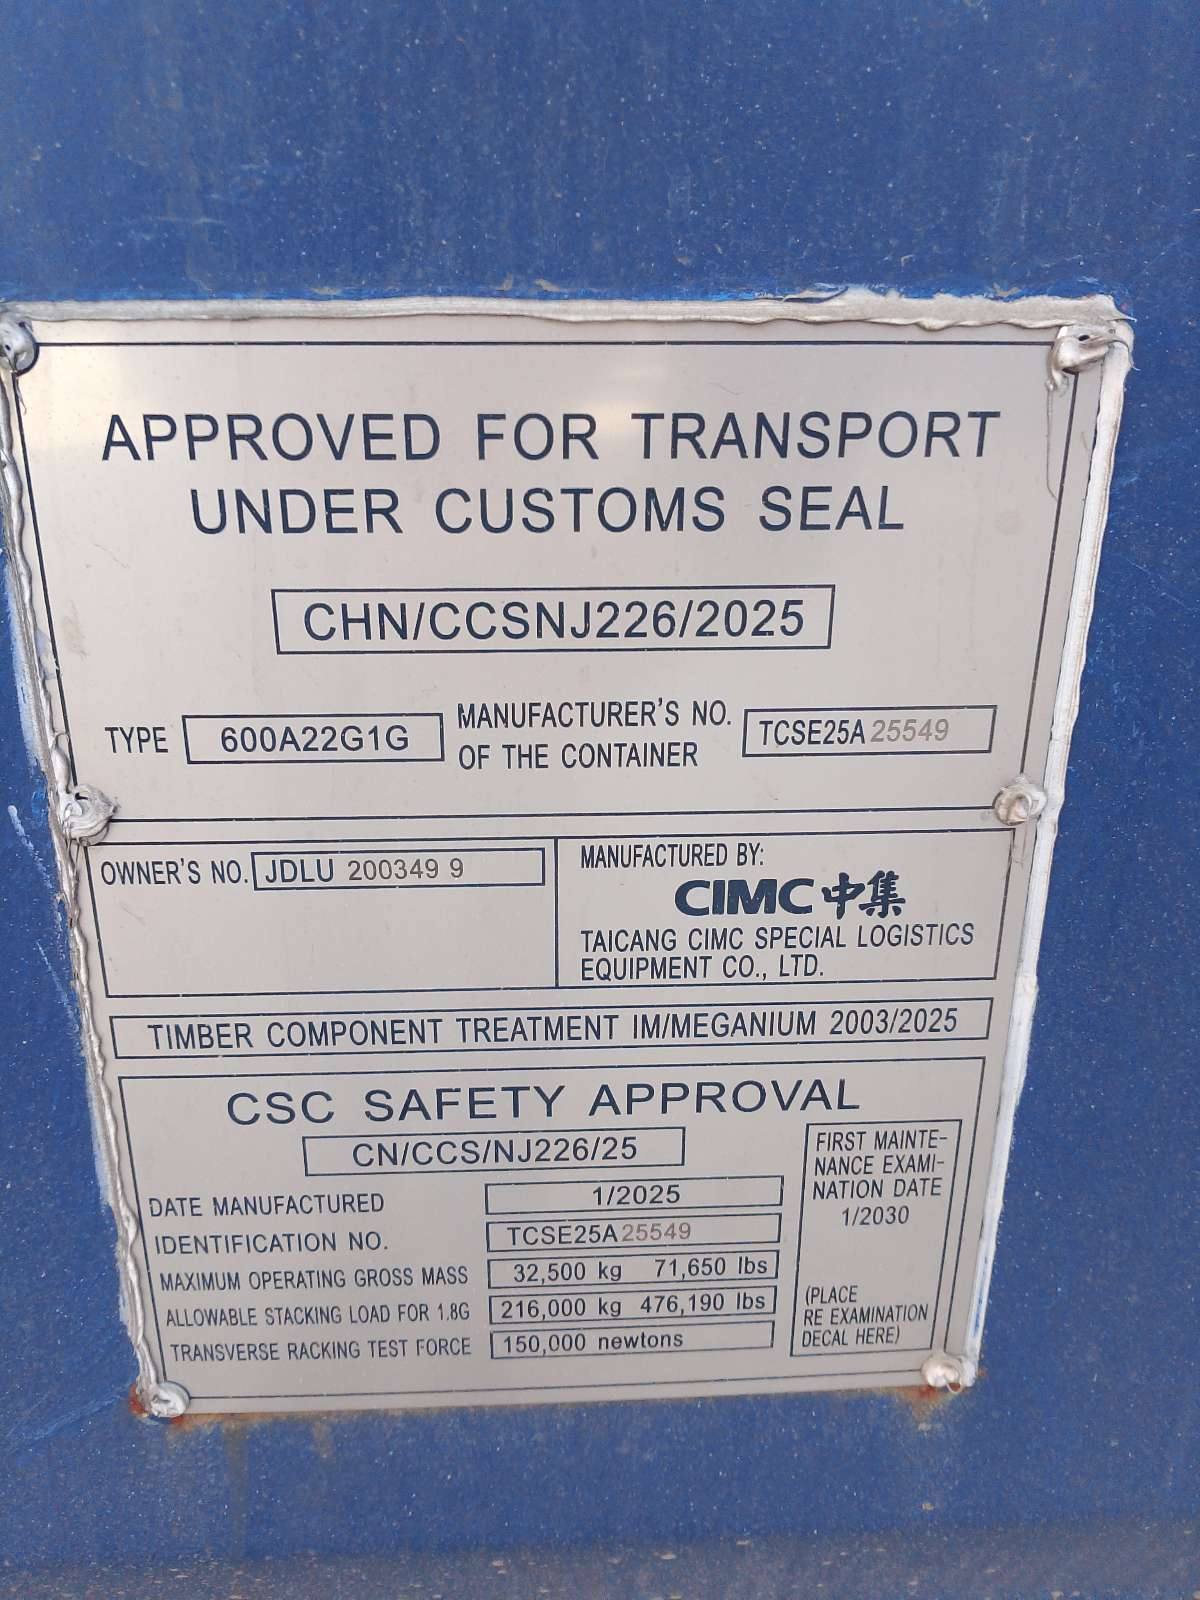 APPROVED FOR TRANSPORT
UNDER CUSTOMS SEAL
CHN/CCSNJ226/2025
TYPE 600A22G1G
MANUFACTURER'S NO.
OF THE CONTAINER
TCSE25A 25549
OWNER'S NO. JDLU 200349 9
MANUFACTURED BY:
CIMC 中集
TAICANG CIMC SPECIAL LOGISTICS
EQUIPMENT CO., LTD.
TIMBER COMPONENT TREATMENT IM/MEGANIUM 2003/2025
CSC SAFETY APPROVAL
CN/CCS/NJ226/25
DATE MANUFACTURED 1/2025
IDENTIFICATION NO. TCSE25A 25549
MAXIMUM OPERATING GROSS MASS 32,500 kg 71,650 lbs
ALLOWABLE STACKING LOAD FOR 1.8G 216,000 kg 476,190 lbs
TRANSVERSE RACKING TEST FORCE 150,000 newtons
FIRST MAINTE-
NANCE EXAMI-
NATION DATE
1/2030
(PLACE
RE EXAMINATION
DECAL HERE)